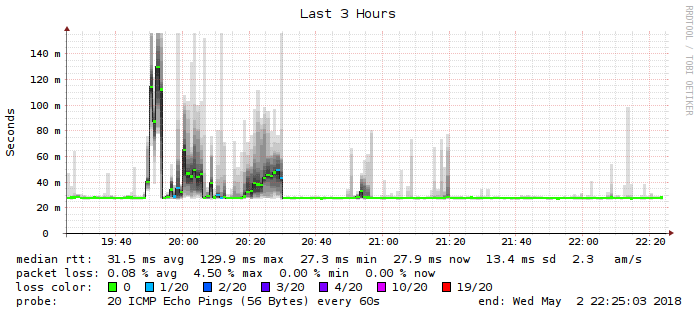 Last 3 Hours
RRDTOOL / TOBI OETIKER
Seconds
140 m
120 m
100 m
80 m
60 m
40 m
20 m
0
19:40 20:00 20:20 20:40 21:00 21:20 21:40 22:00 22:20
median rtt: 31.5 ms avg 129.9 ms max 27.3 ms min 27.9 ms now 13.4 ms sd 2.3 am/s
packet loss: 0.08 % avg 4.50 % max 0.00 % min 0.00 % now
loss color: 0 1/20 2/20 3/20 4/20 10/20 19/20
probe: 20 ICMP Echo Pings (56 Bytes) every 60s end: Wed May 2 22:25:03 2018